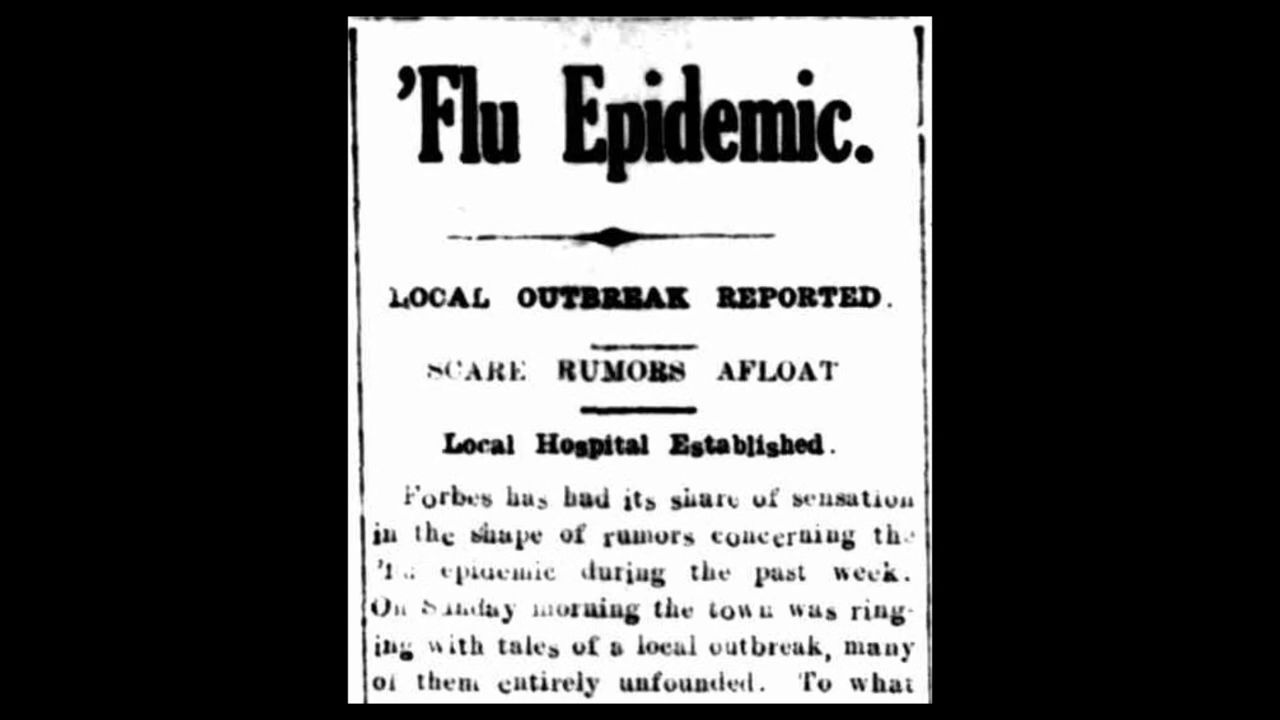 'Flu Epidemic.
LOCAL OUTBREAK REPORTED.
SCARE RUMORS AFLOAT
Local Hospital Established.
Forbes has had its share of sensation
in the shape of rumors concerning the
epidemic during the past week.
On Sunday morning the town was ring-
ing with tales of a local outbreak, many
of them entirely unfounded. To what